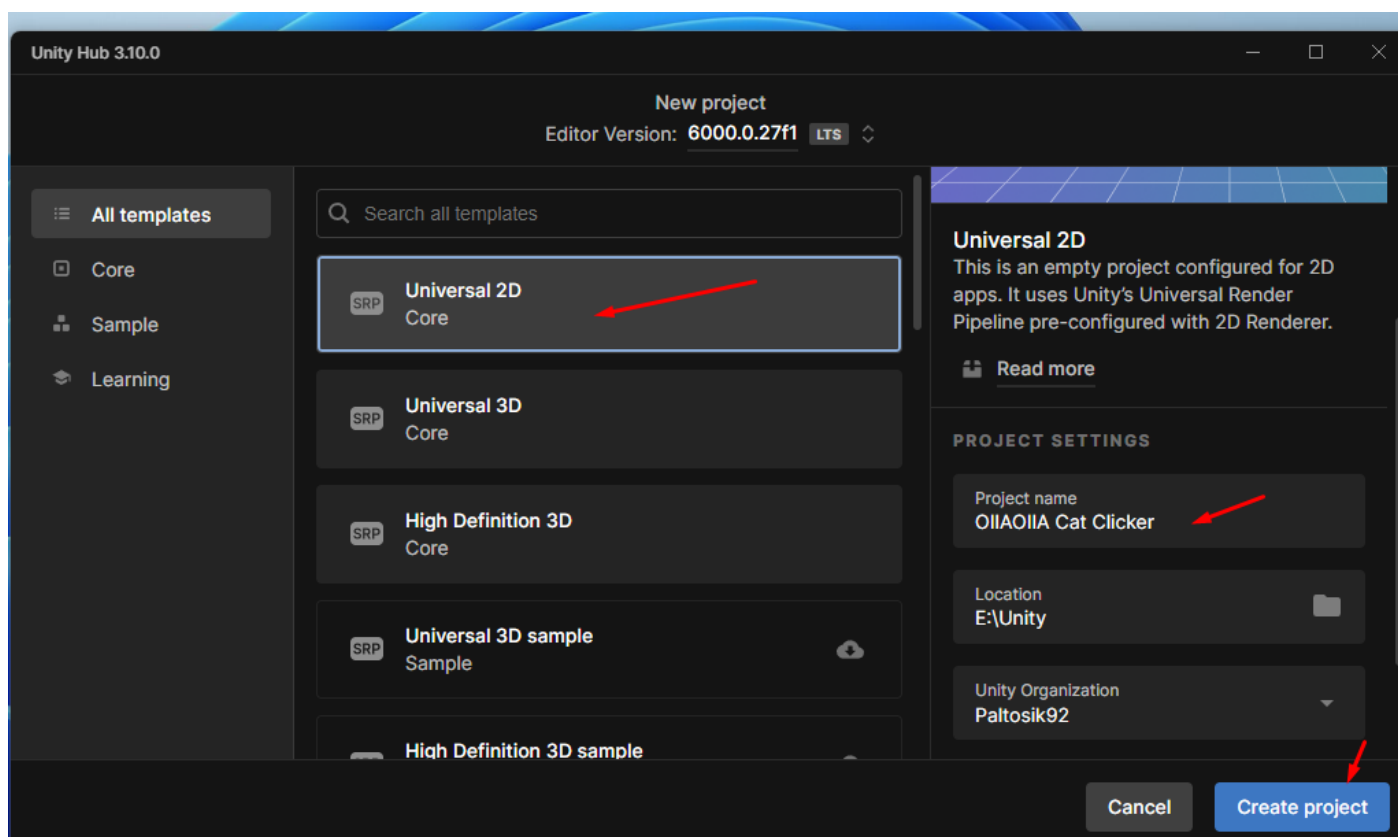 Unity Hub 3.10.0
New project
Editor Version: 6000.0.27f1 LTS
All templates
Core
Sample
Learning
Search all templates
SRP
Universal 2D
Core
SRP
Universal 3D
Core
SRP
High Definition 3D
Core
SRP
Universal 3D sample
Sample
High Definition 3D sample
Universal 2D
This is an empty project configured for 2D
apps. It uses Unity's Universal Render
Pipeline pre-configured with 2D Renderer.
Read more
PROJECT SETTINGS
Project name
OIIAOIIA Cat Clicker
Location
E:\Unity
Unity Organization
Paltosik92
Cancel
Create project